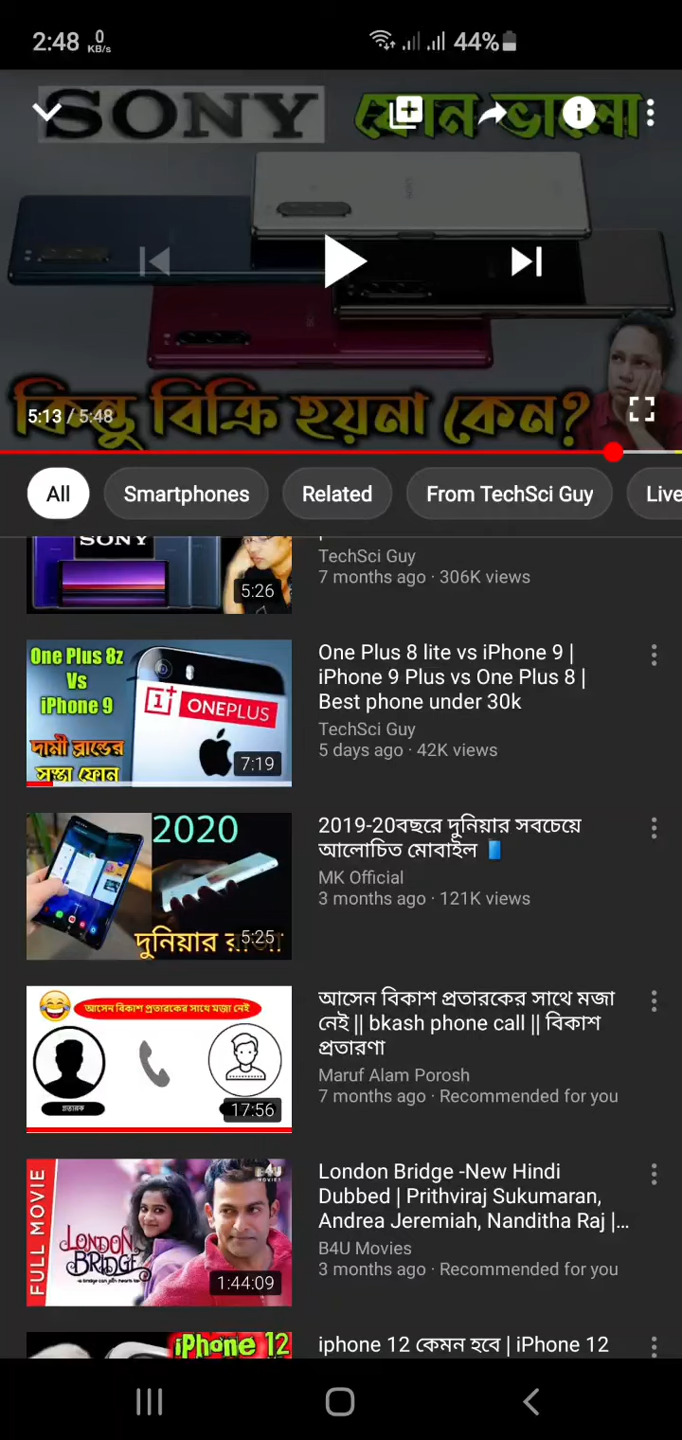 2:48 0 KB/s 44%
SONY ফোন ভালো
কিন্তু বিক্রি হয়না কেন?
5:13 / 5:48
All Smartphones Related From TechSci Guy Live
SONY
5:26
TechSci Guy
7 months ago · 306K views
One Plus 8z
Vs
iPhone 9
ONEPLUS
দামী ব্রান্ডের
সস্তা ফোন
7:19
One Plus 8 lite vs iPhone 9 |
iPhone 9 Plus vs One Plus 8 |
Best phone under 30k
TechSci Guy
5 days ago · 42K views
2020
দুনিয়ার
5:25
2019-20বছরে দুনিয়ার সবচেয়ে
আলোচিত মোবাইল
MK Official
3 months ago · 121K views
আসেন বিকাশ প্রতারকের সাথে মজা নেই
প্রতারক
17:56
আসেন বিকাশ প্রতারকের সাথে মজা
নেই || bkash phone call || বিকাশ
প্রতারণা
Maruf Alam Porosh
7 months ago · Recommended for you
FULL MOVIE
B4U
MOVIES
LONDON
BRIDGE
1:44:09
London Bridge -New Hindi
Dubbed | Prithviraj Sukumaran,
Andrea Jeremiah, Nanditha Raj |...
B4U Movies
3 months ago · Recommended for you
iPhone 12
iphone 12 কেমন হবে | iPhone 12